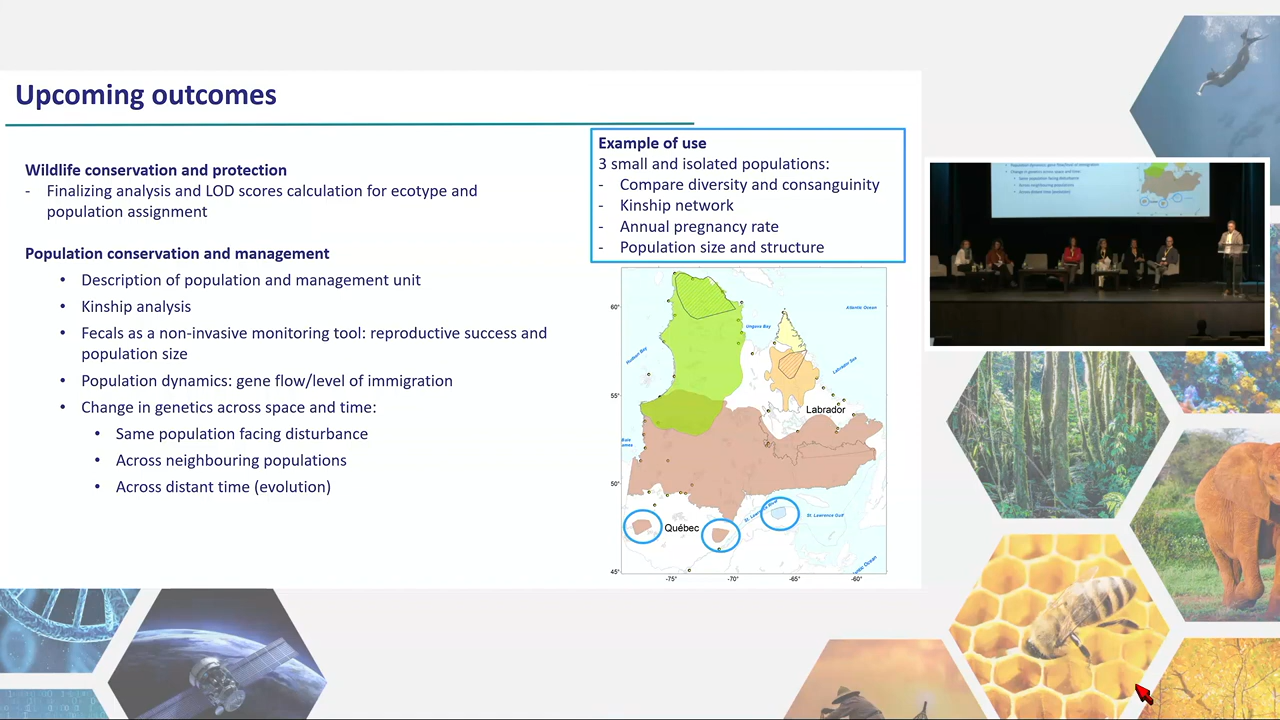 Upcoming outcomes
Wildlife conservation and protection
- Finalizing analysis and LOD scores calculation for ecotype and
population assignment
Population conservation and management
• Description of population and management unit
• Kinship analysis
• Fecals as a non-invasive monitoring tool: reproductive success and
population size
• Population dynamics: gene flow/level of immigration
• Change in genetics across space and time:
• Same population facing disturbance
• Across neighbouring populations
• Across distant time (evolution)
Example of use
3 small and isolated populations:
- Compare diversity and consanguinity
- Kinship network
- Annual pregnancy rate
- Population size and structure
60°
Atlantic Ocean
Ungava Bay
Hudson Bay
Labrador Sea
55°
Labrador
50°
St. Lawrence River
St. Lawrence Gulf
Québec
45°
-75°
-70°
-65°
-60°